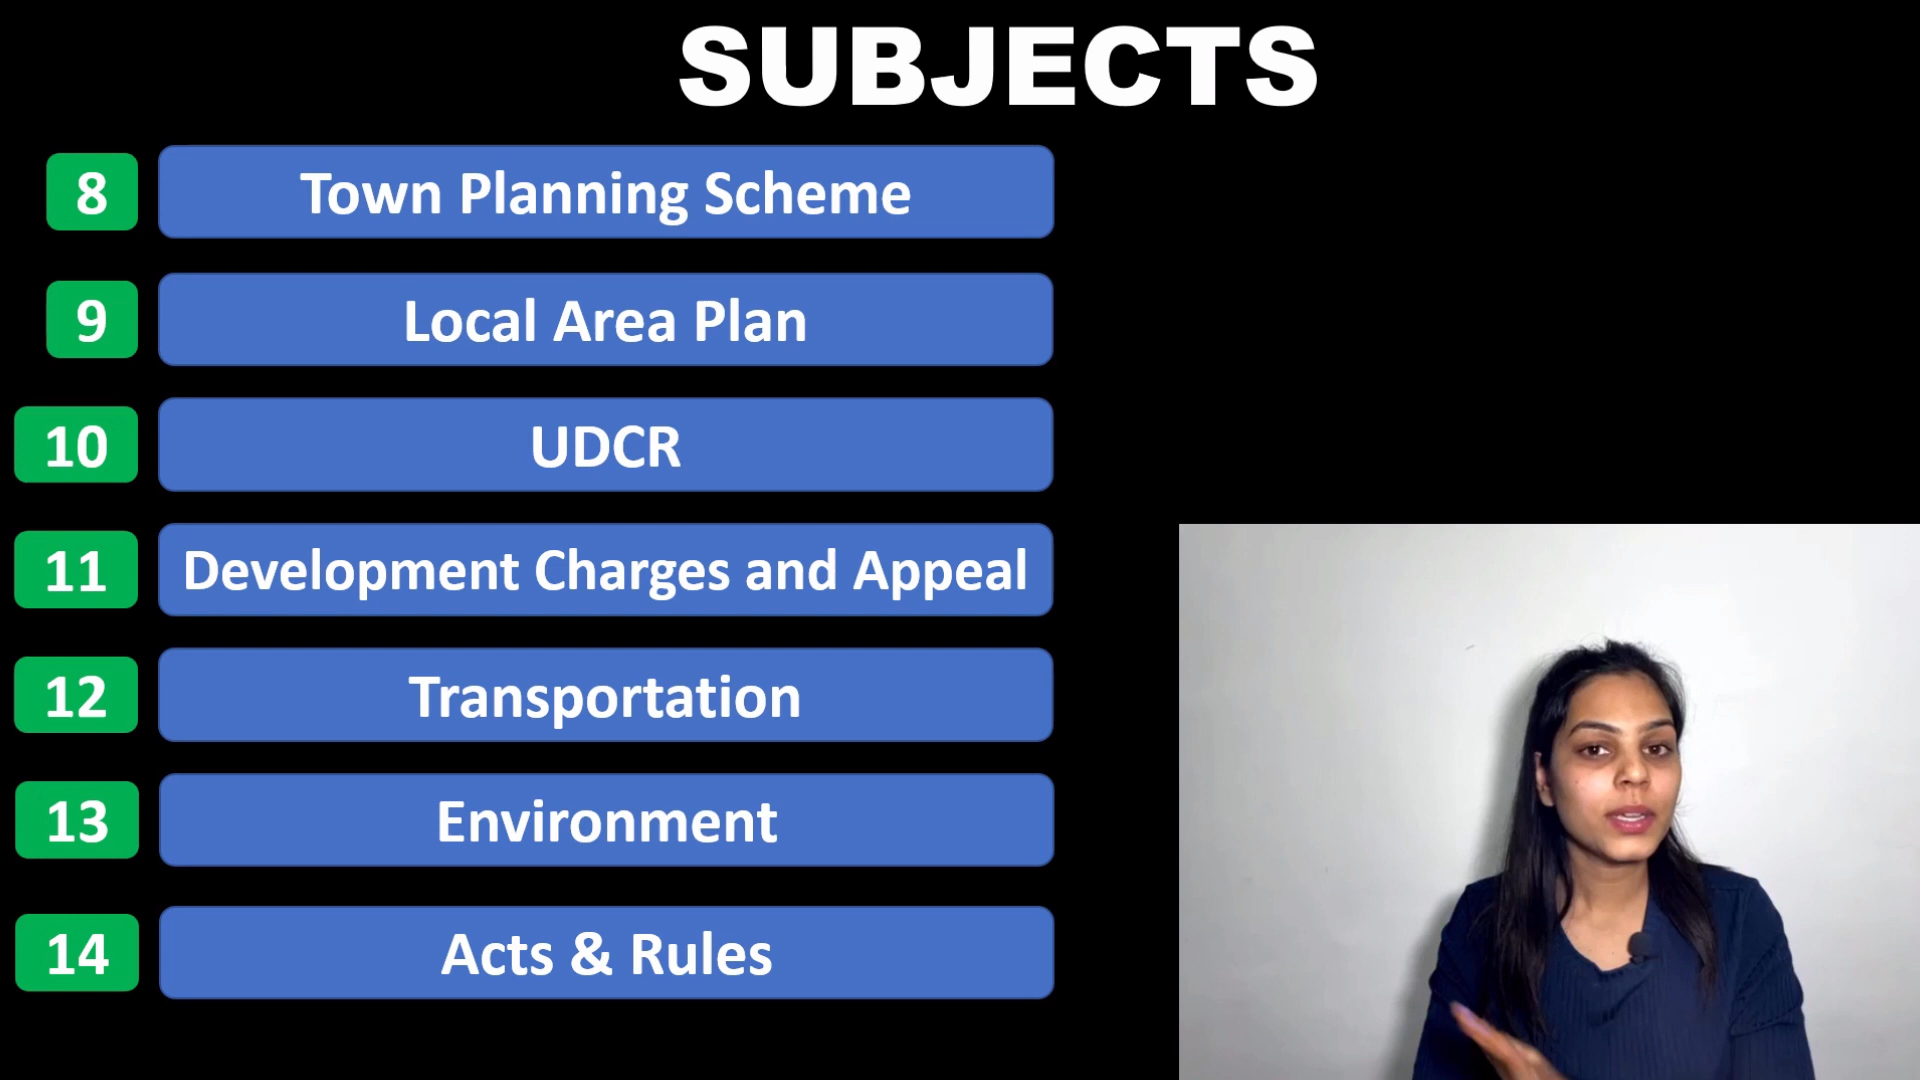 SUBJECTS
8 Town Planning Scheme
9 Local Area Plan
10 UDCR
11 Development Charges and Appeal
12 Transportation
13 Environment
14 Acts & Rules